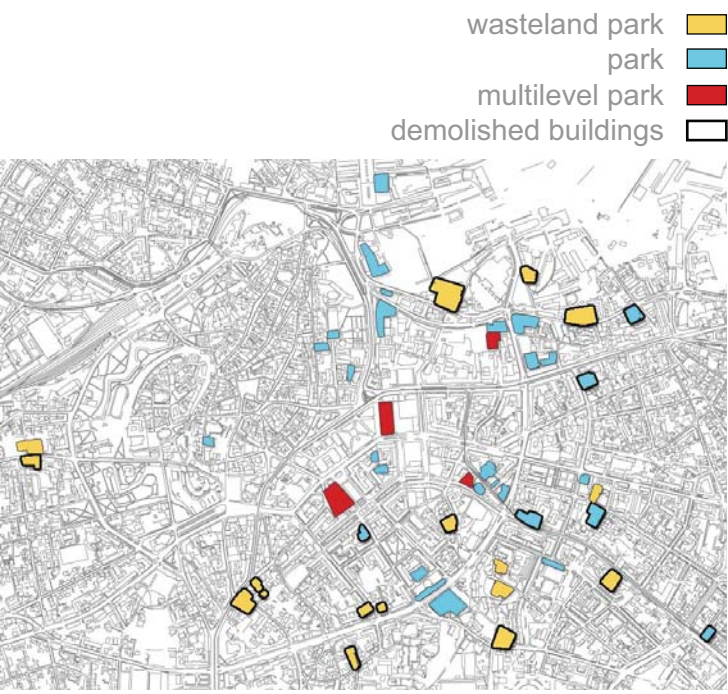 wasteland park
park
multilevel park
demolished buildings